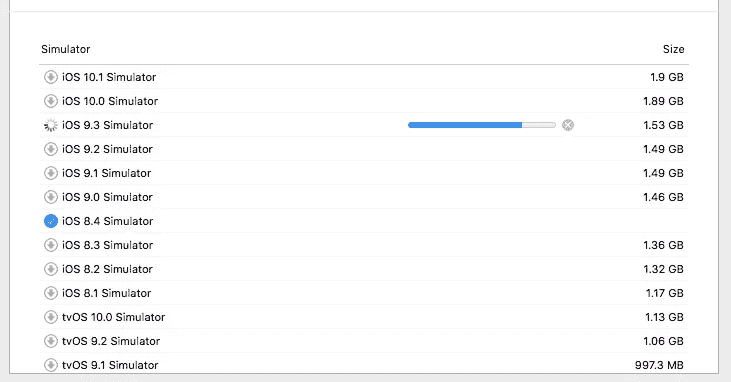 Simulator Size
iOS 10.1 Simulator 1.9 GB
iOS 10.0 Simulator 1.89 GB
iOS 9.3 Simulator 1.53 GB
iOS 9.2 Simulator 1.49 GB
iOS 9.1 Simulator 1.49 GB
iOS 9.0 Simulator 1.46 GB
iOS 8.4 Simulator
iOS 8.3 Simulator 1.36 GB
iOS 8.2 Simulator 1.32 GB
iOS 8.1 Simulator 1.17 GB
tvOS 10.0 Simulator 1.13 GB
tvOS 9.2 Simulator 1.06 GB
tvOS 9.1 Simulator 997.3 MB